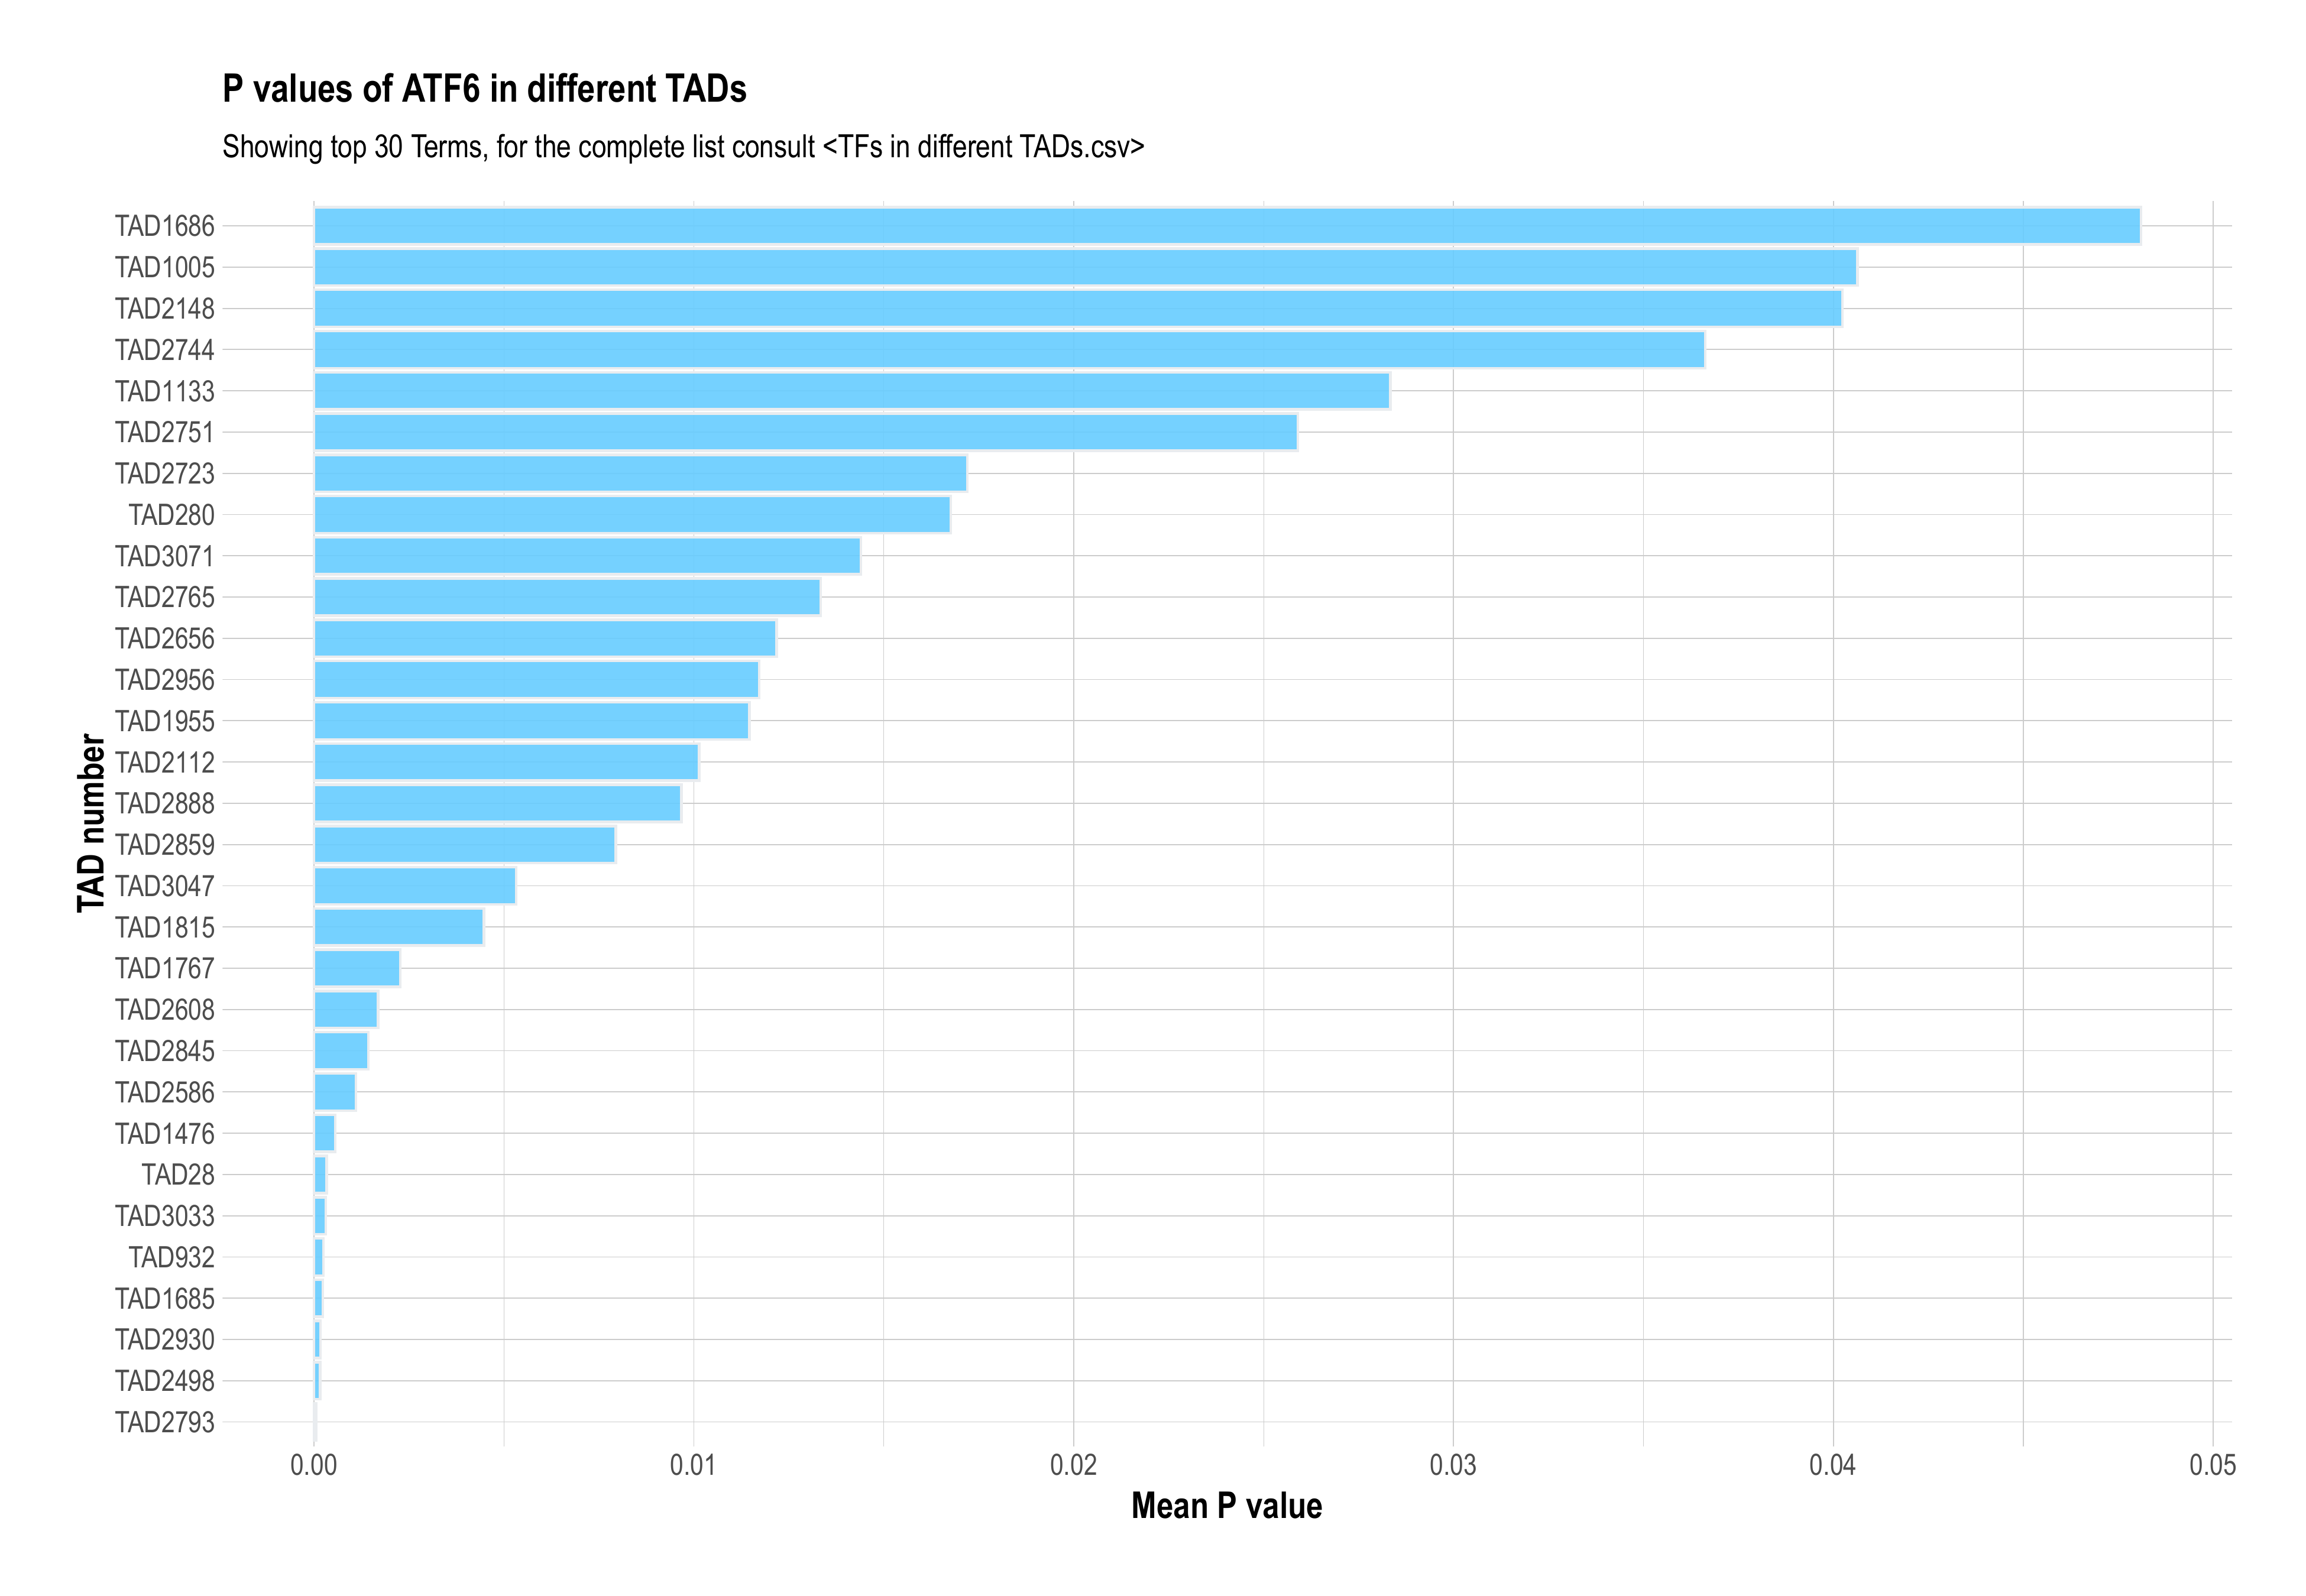 P values of ATF6 in different TADs
Showing top 30 Terms, for the complete list consult <TFs in different TADs.csv>
TAD number
TAD1686
TAD1005
TAD2148
TAD2744
TAD1133
TAD2751
TAD2723
TAD280
TAD3071
TAD2765
TAD2656
TAD2956
TAD1955
TAD2112
TAD2888
TAD2859
TAD3047
TAD1815
TAD1767
TAD2608
TAD2845
TAD2586
TAD1476
TAD28
TAD3033
TAD932
TAD1685
TAD2930
TAD2498
TAD2793
0.00 0.01 0.02 0.03 0.04 0.05
Mean P value